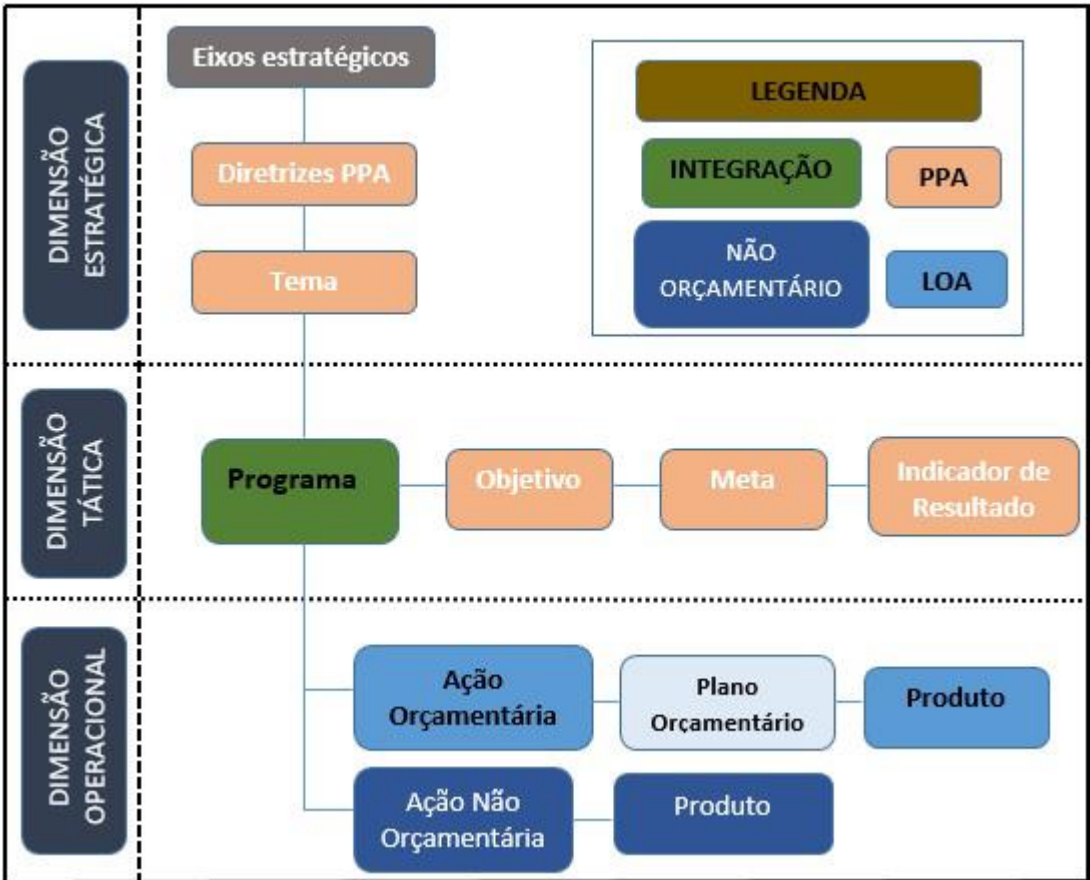 DIMENSÃO
ESTRATÉGICA
Eixos estratégicos
Diretrizes PPA
Tema
LEGENDA
INTEGRAÇÃO
PPA
NÃO
ORÇAMENTÁRIO
LOA
DIMENSÃO
TÁTICA
Programa
Objetivo
Meta
Indicador de
Resultado
DIMENSÃO
OPERACIONAL
Ação
Orçamentária
Plano
Orçamentário
Produto
Ação Não
Orçamentária
Produto